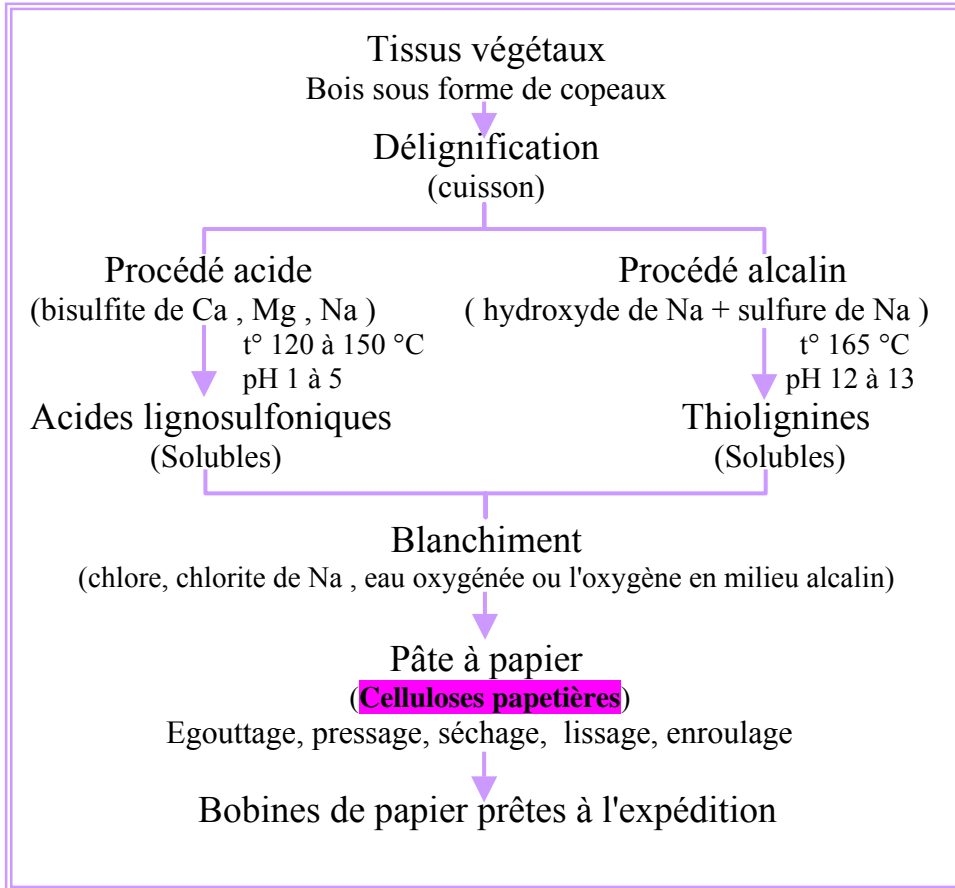 Tissus végétaux
Bois sous forme de copeaux
Délignification
(cuisson)
Procédé acide
(bisulfite de Ca , Mg , Na )
t° 120 à 150 °C
pH 1 à 5
Acides lignosulfoniques
(Solubles)
Procédé alcalin
( hydroxyde de Na + sulfure de Na )
t° 165 °C
pH 12 à 13
Thiolignines
(Solubles)
Blanchiment
(chlore, chlorite de Na , eau oxygénée ou l'oxygène en milieu alcalin)
Pâte à papier
(Celluloses papetières)
Egouttage, pressage, séchage, lissage, enroulage
Bobines de papier prêtes à l'expédition